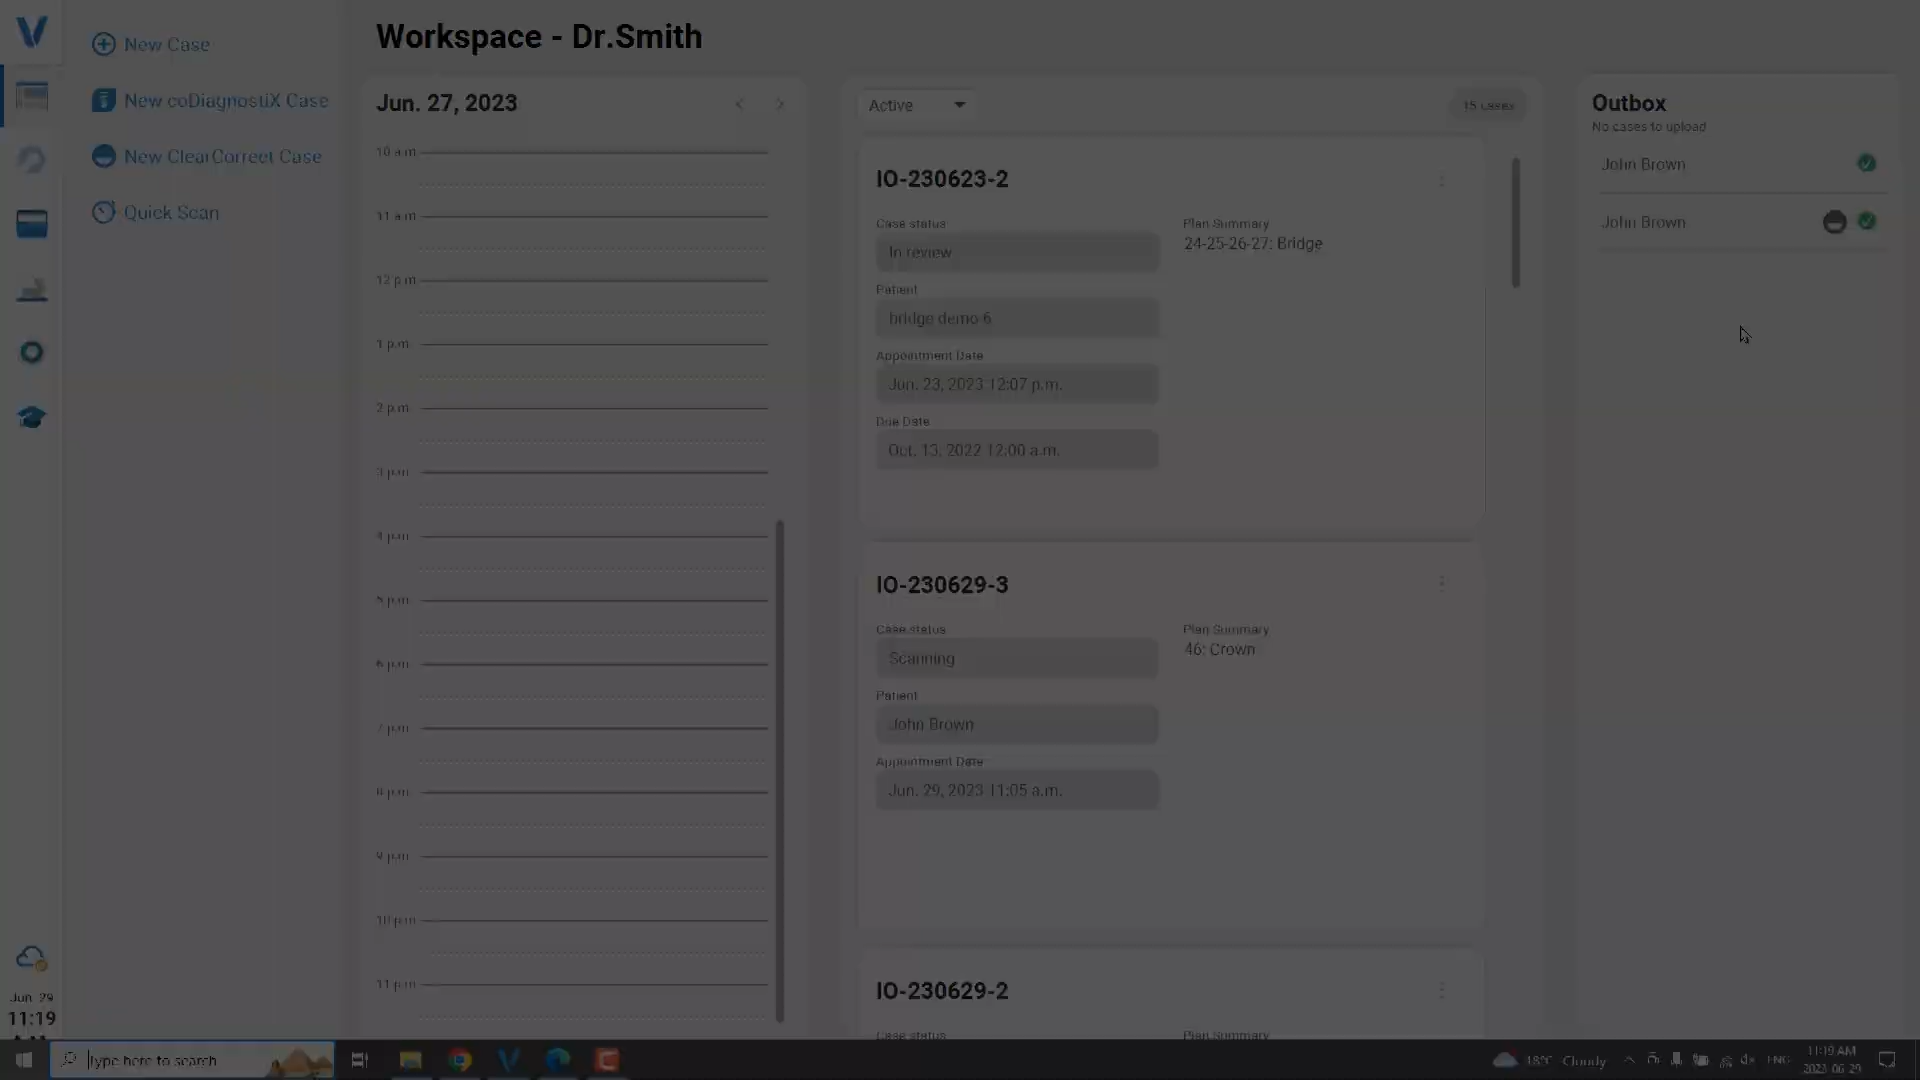 New Case
New coDiagnostiX Case
New ClearCorrect Case
Quick Scan
Workspace - Dr.Smith
Jun. 27, 2023
10 a.m
11 a.m
12 p.m
1 p.m.
2 p.m
3 p.m
4 p.m
5 p.m
6 p.m
7 p.m
8 p.m
9 p.m
10 p.m
11 p.m
Active
15 cases
IO-230623-2
Case status
In review
Plan Summary
24-25-26-27: Bridge
Patient
bridge demo 6
Appointment Date
Jun. 23, 2023 12:07 p.m.
Due Date
Oct. 13, 2022 12:00 a.m.
IO-230629-3
Case status
Scanning
Plan Summary
46: Crown
Patient
John Brown
Appointment Date
Jun. 29, 2023 11:05 a.m.
IO-230629-2
Case status
Plan Summary
Outbox
No cases to upload
John Brown
John Brown
Jun. 29
11:19
Type here to search
18°C Cloudy
ENG
11:19 AM
2023-06-29